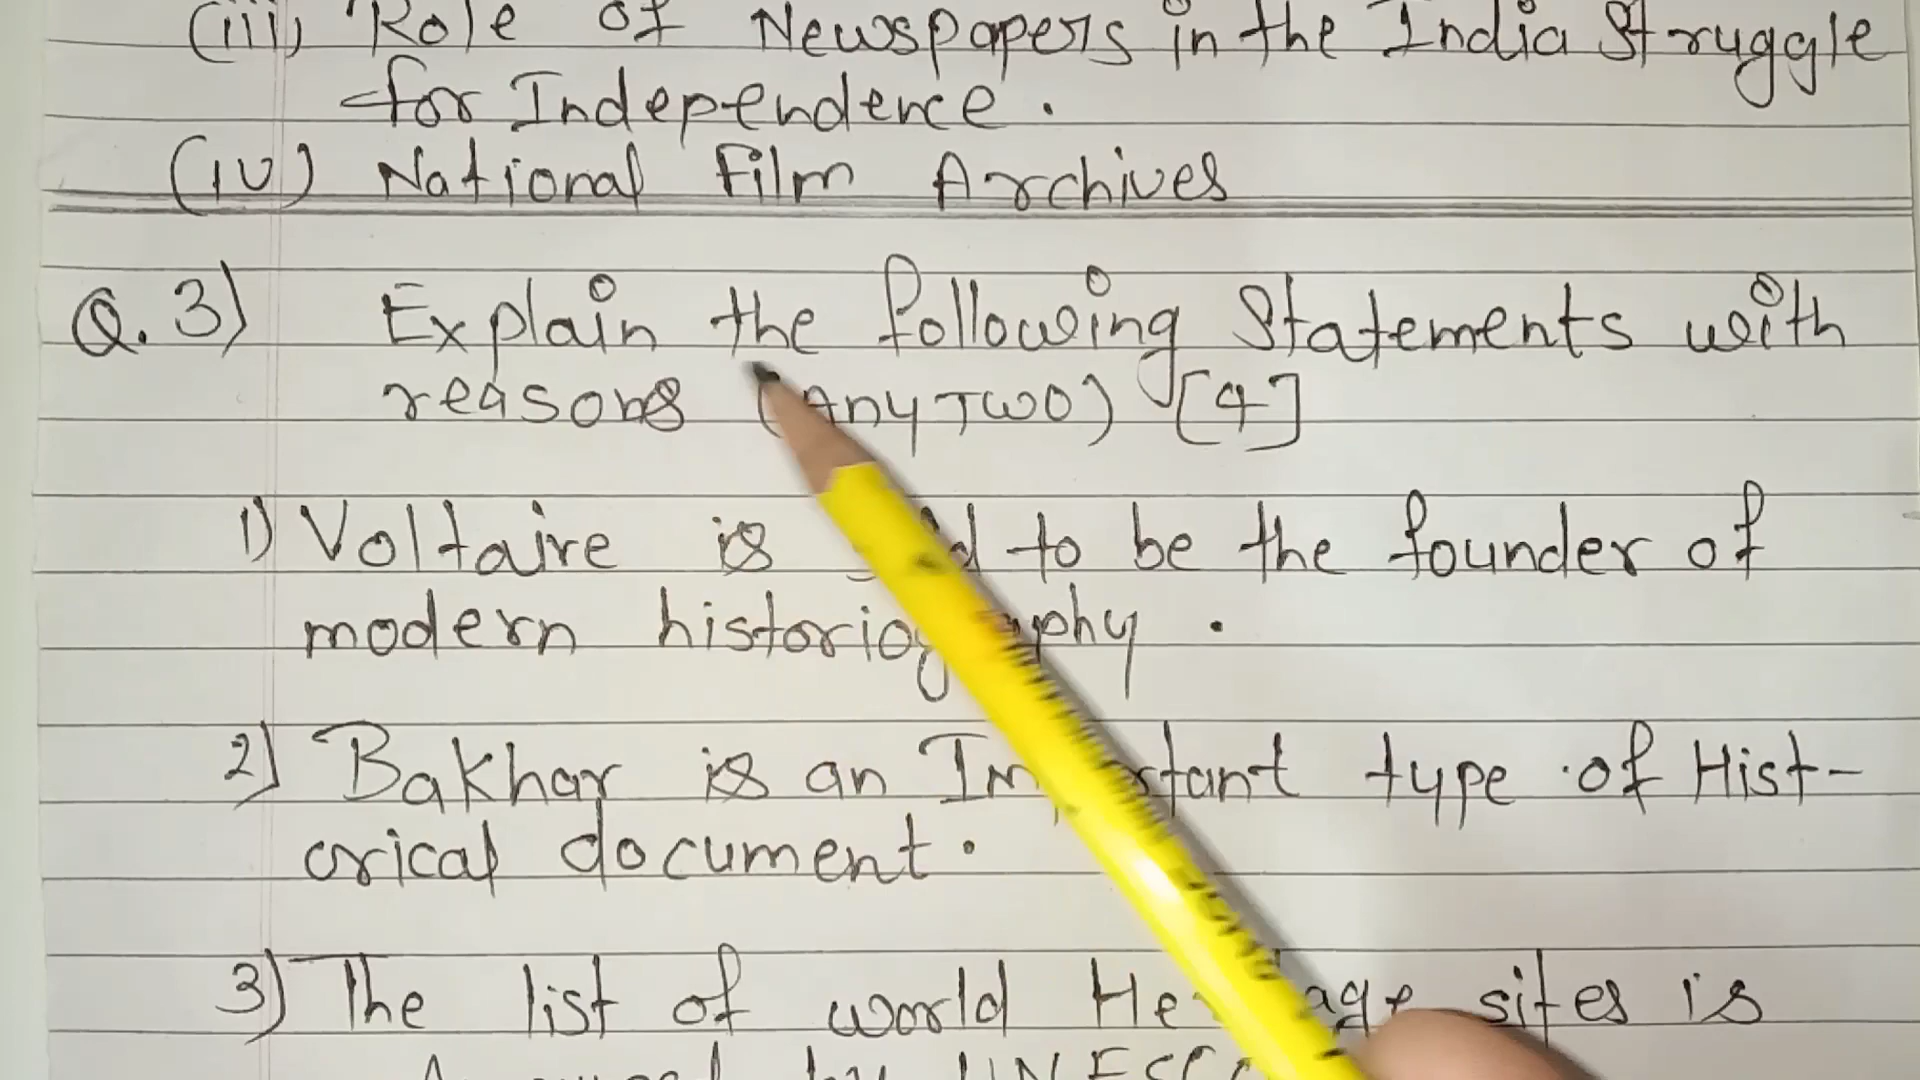 (iii) Role of Newspapers in the India Struggle
for Independence.
(iv) National Film Archives
Q.3) Explain the following Statements with
reasons (Any Two) [4]
1) Voltaire is to be the founder of
modern .
2) Bakhar is an type of Hist-
orical document.
3) The list of world sites is
by